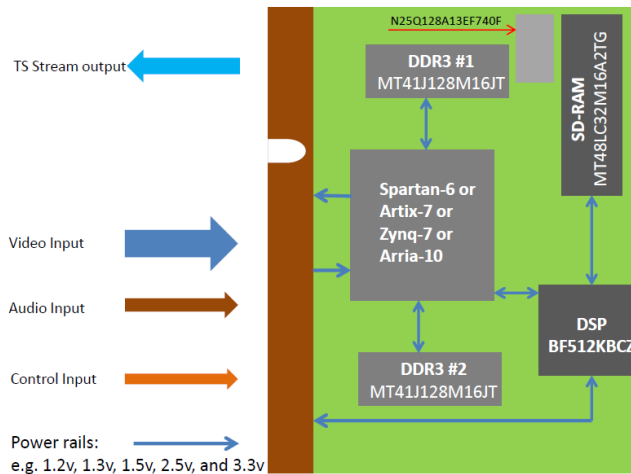 N25Q128A13EF740F
TS Stream output
DDR3 #1
MT41J128M16JT
SD-RAM
MT48LC32M16A2TG
Spartan-6 or
Artix-7 or
Zynq-7 or
Arria-10
Video Input
Audio Input
DSP
BF512KBCZ
DDR3 #2
MT41J128M16JT
Control Input
Power rails:
e.g. 1.2v, 1.3v, 1.5v, 2.5v, and 3.3v